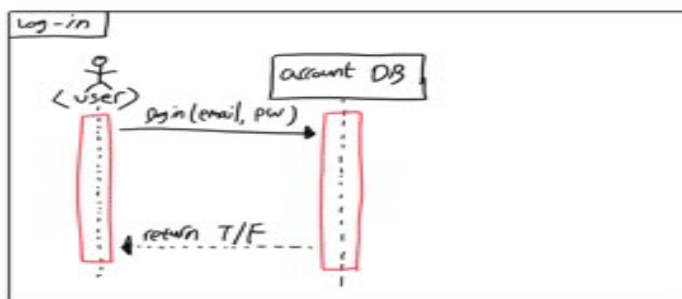 Log-in
<user>
account DB
login(email, pw)
return T/F